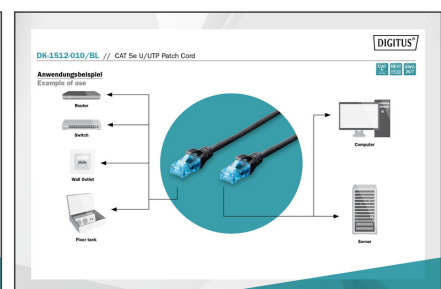 DIGITUS®
DK-1512-010/BL // CAT 5e U/UTP Patch Cord
Anwendungsbeispiel
Example of use
Router
Switch
Wall Outlet
Floor tank
Computer
Server